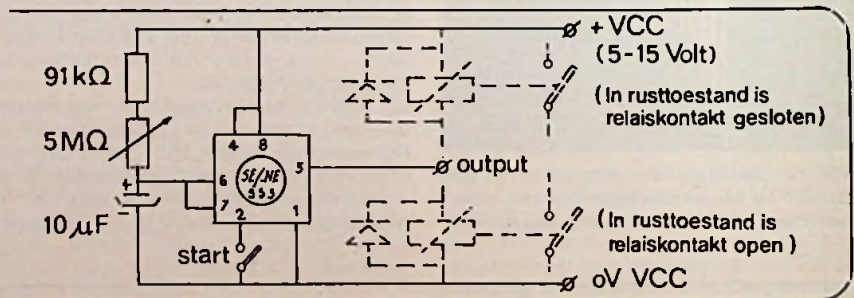 + VCC
(5-15 Volt)
91kΩ
(In rusttoestand is
relaiskontakt gesloten)
5MΩ
4 8
SE/NE
555
3
output
+
6
7
2
1
10μF
-
start
(In rusttoestand is
relaiskontakt open)
0V VCC